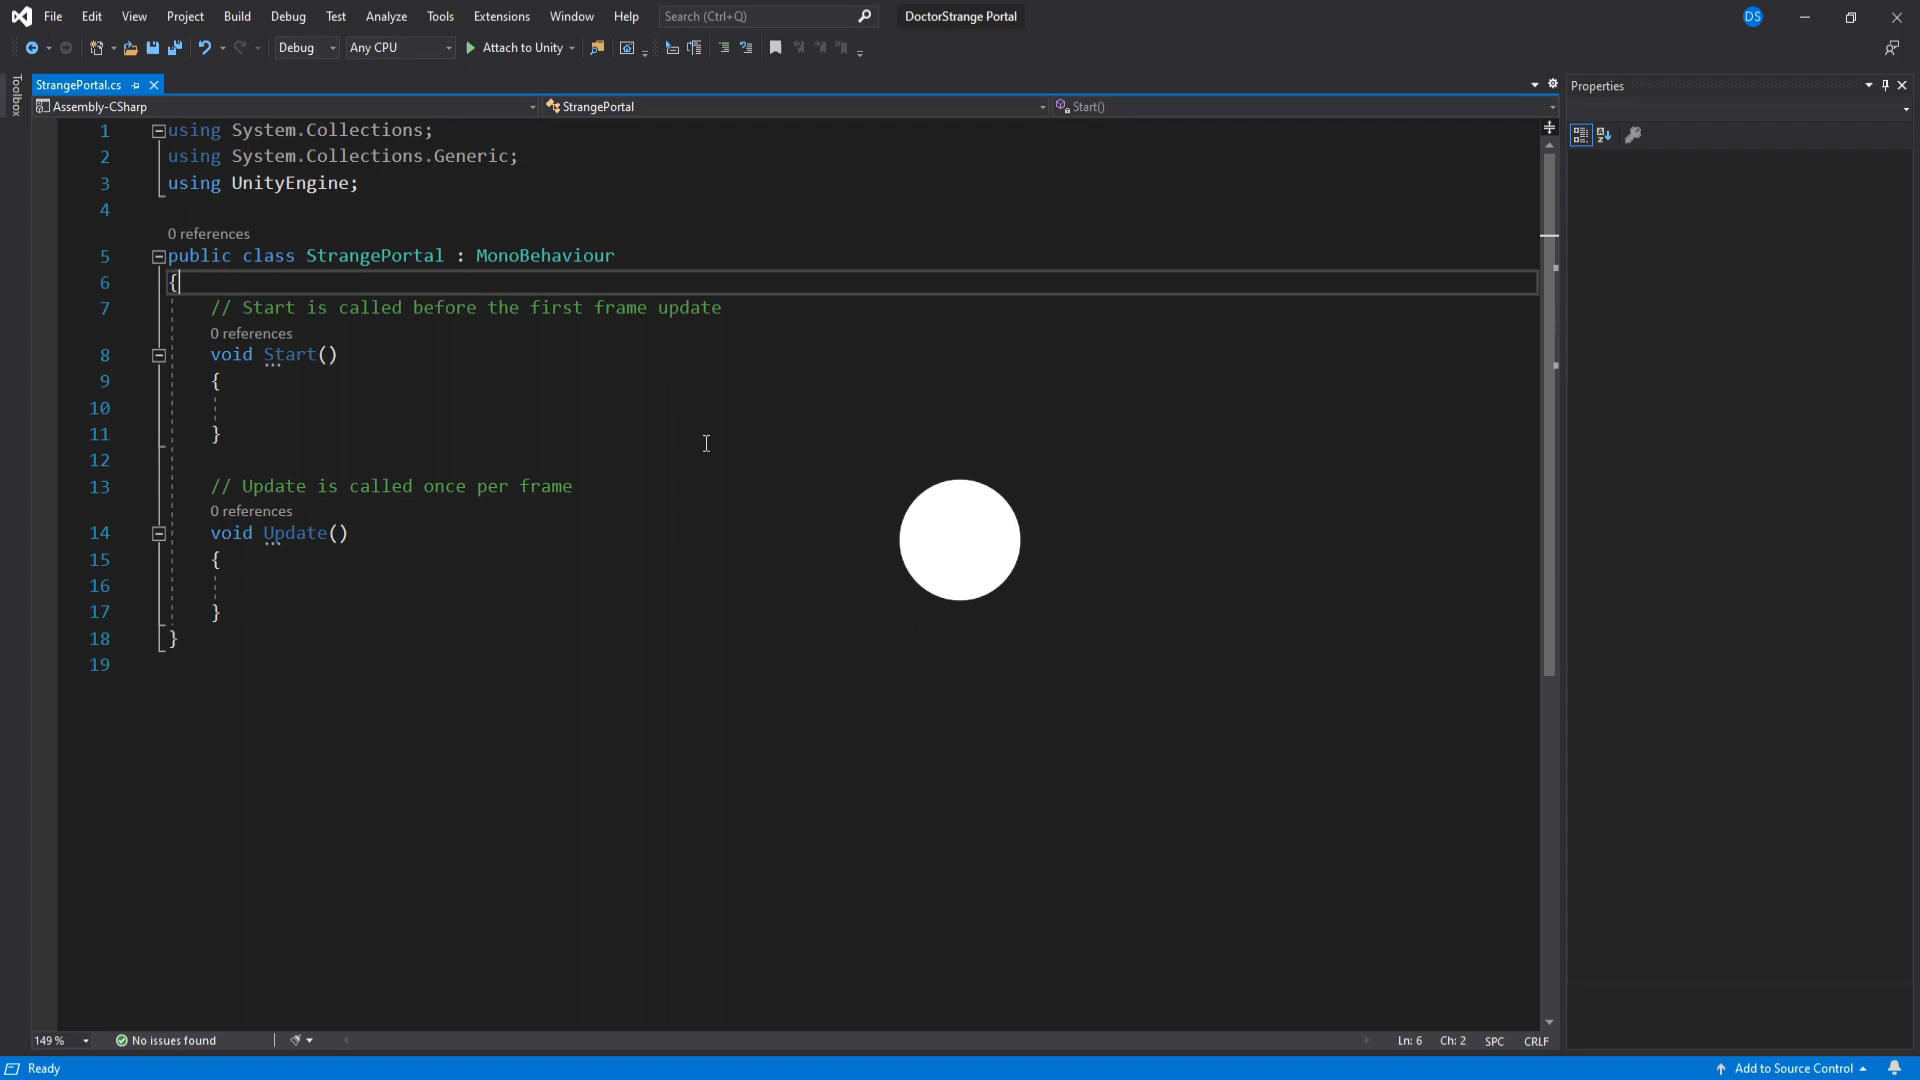 File Edit View Project Build Debug Test Analyze Tools Extensions Window Help Search (Ctrl+Q) DoctorStrange Portal DS
Debug Any CPU Attach to Unity
Toolbox
StrangePortal.cs
Properties
Assembly-CSharp StrangePortal Start()
1 using System.Collections;
2 using System.Collections.Generic;
3 using UnityEngine;
4
0 references
5 public class StrangePortal : MonoBehaviour
6 {
7 // Start is called before the first frame update
0 references
8 void Start()
9 {
10
11 }
12
13 // Update is called once per frame
0 references
14 void Update()
15 {
16
17 }
18 }
19
149 % No issues found Ln: 6 Ch: 2 SPC CRLF
Ready Add to Source Control